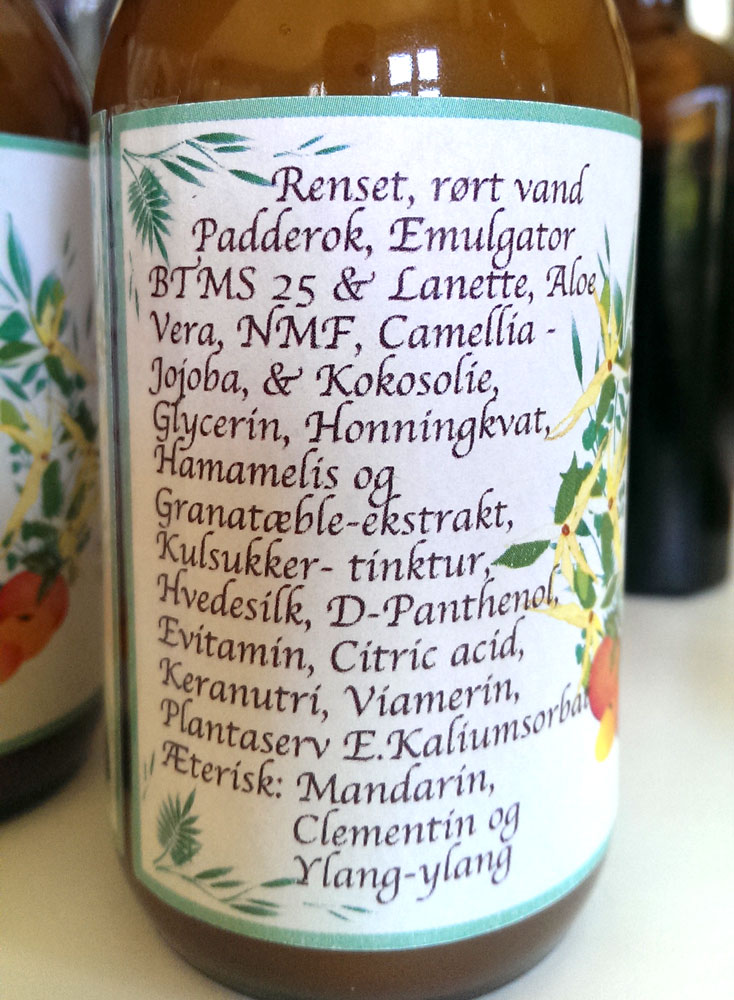 Renset, rørt vand
Padderok, Emulgator
BTMS 25 & Lanette, Aloe
Vera, NMF, Camellia -
Jojoba, & Kokosolie,
Glycerin, Honningkvat,
Hamamelis og
Granatæble-ekstrakt,
Kulsukker- tinktur,
Hvedesilk, D-Panthenol,
Evitamin, Citric acid,
Keranutri, Viamerin,
Plantaserv E.Kaliumsorbat
Æterisk: Mandarin,
Clementin og
Ylang-ylang